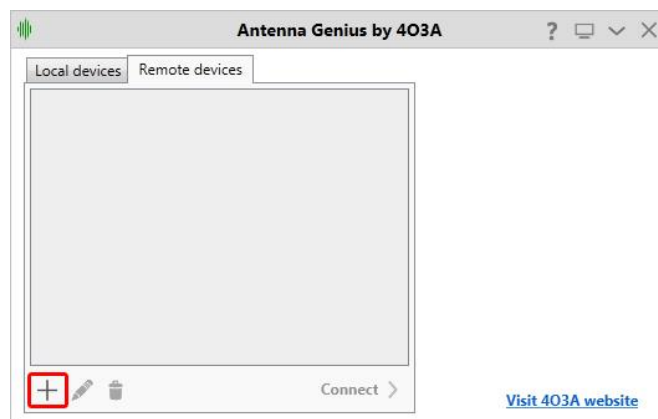 Antenna Genius by 4O3A
?
Local devices Remote devices
Connect
Visit 4O3A website